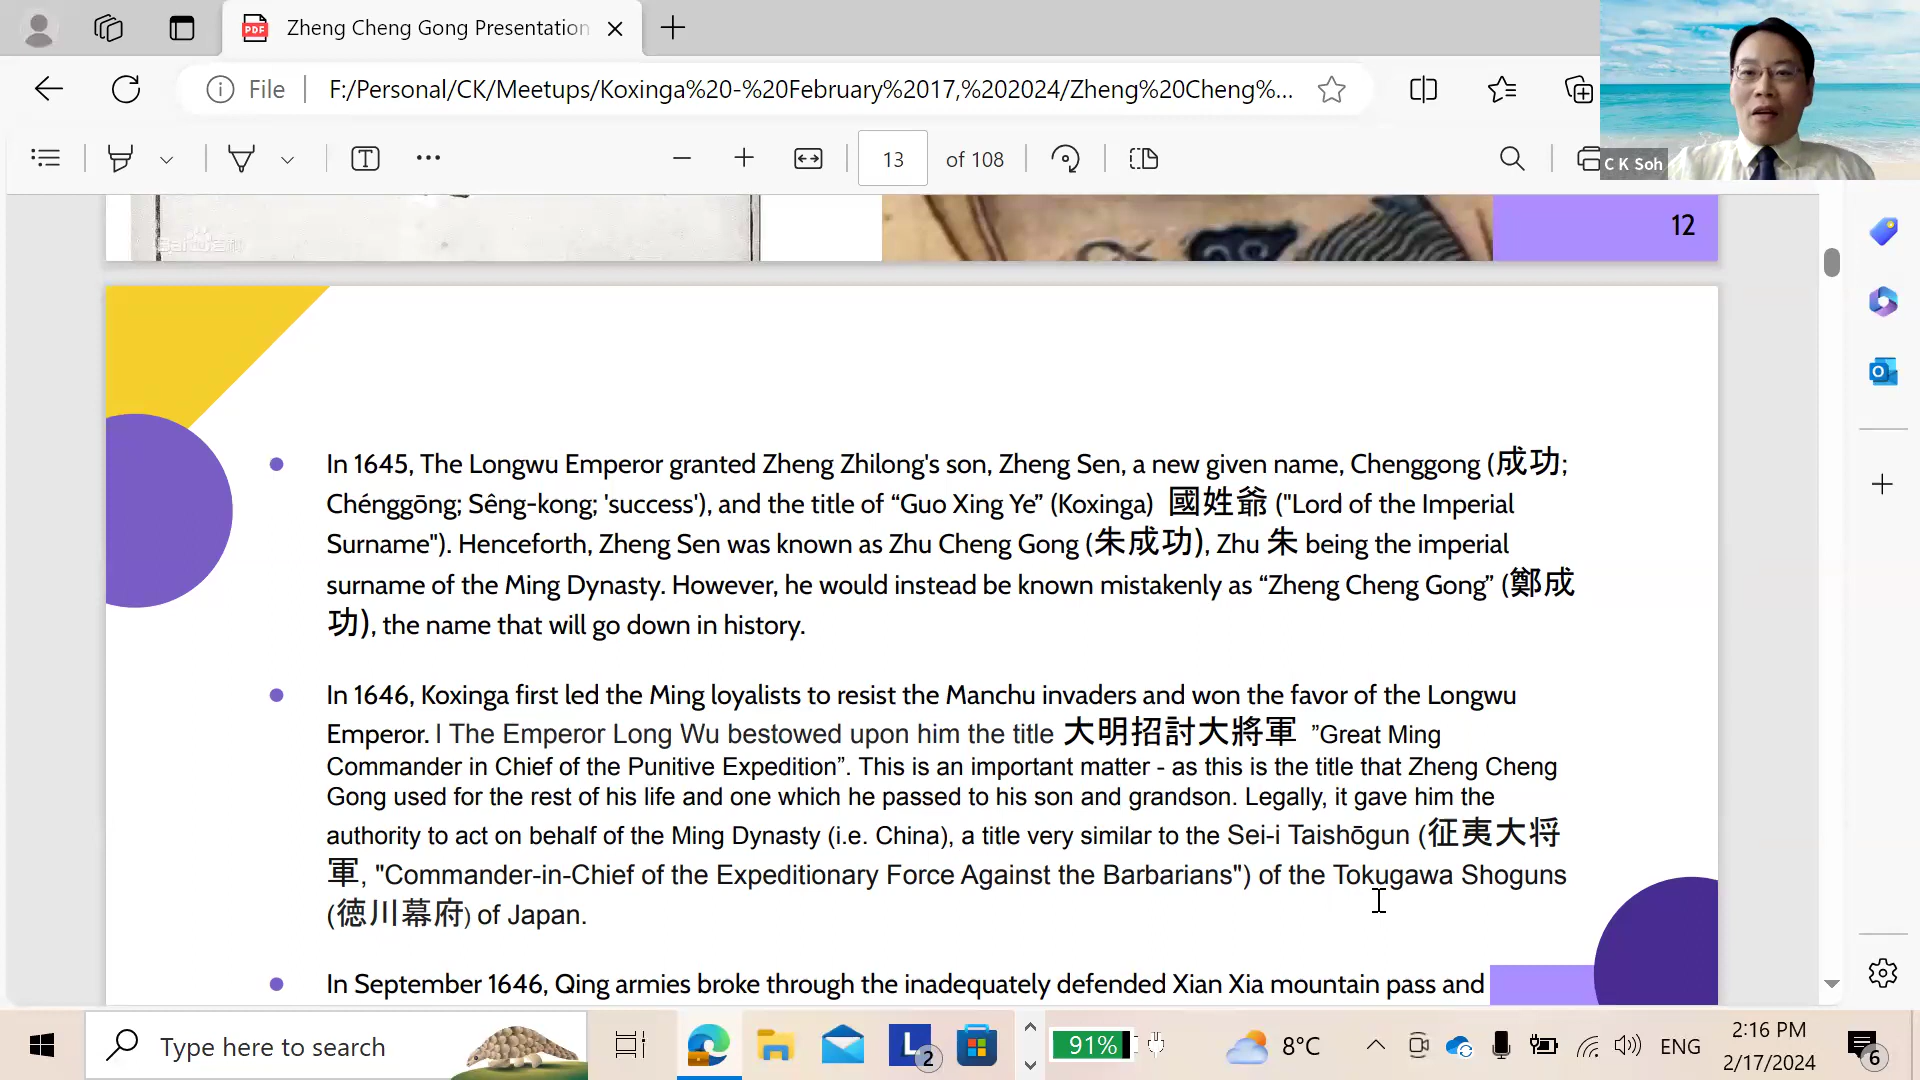 Zheng Cheng Gong Presentation
File
F:/Personal/CK/Meetups/Koxinga%20-%20February%2017,%202024/Zheng%20Cheng%...
13 of 108
C K Soh
Baidu百科
12
In 1645, The Longwu Emperor granted Zheng Zhilong's son, Zheng Sen, a new given name, Chenggong (成功;
Chénggōng; Sêng-kong; 'success'), and the title of “Guo Xing Ye” (Koxinga) 國姓爺 ("Lord of the Imperial
Surname"). Henceforth, Zheng Sen was known as Zhu Cheng Gong (朱成功), Zhu 朱 being the imperial
surname of the Ming Dynasty. However, he would instead be known mistakenly as “Zheng Cheng Gong” (鄭成
功), the name that will go down in history.
In 1646, Koxinga first led the Ming loyalists to resist the Manchu invaders and won the favor of the Longwu
Emperor. l The Emperor Long Wu bestowed upon him the title 大明招討大將軍 ”Great Ming
Commander in Chief of the Punitive Expedition”. This is an important matter - as this is the title that Zheng Cheng
Gong used for the rest of his life and one which he passed to his son and grandson. Legally, it gave him the
authority to act on behalf of the Ming Dynasty (i.e. China), a title very similar to the Sei-i Taishōgun (征夷大将
軍, "Commander-in-Chief of the Expeditionary Force Against the Barbarians") of the Tokugawa Shoguns
(徳川幕府) of Japan.
In September 1646, Qing armies broke through the inadequately defended Xian Xia mountain pass and
Type here to search
L 2
91%
8°C
ENG
2:16 PM
2/17/2024
6